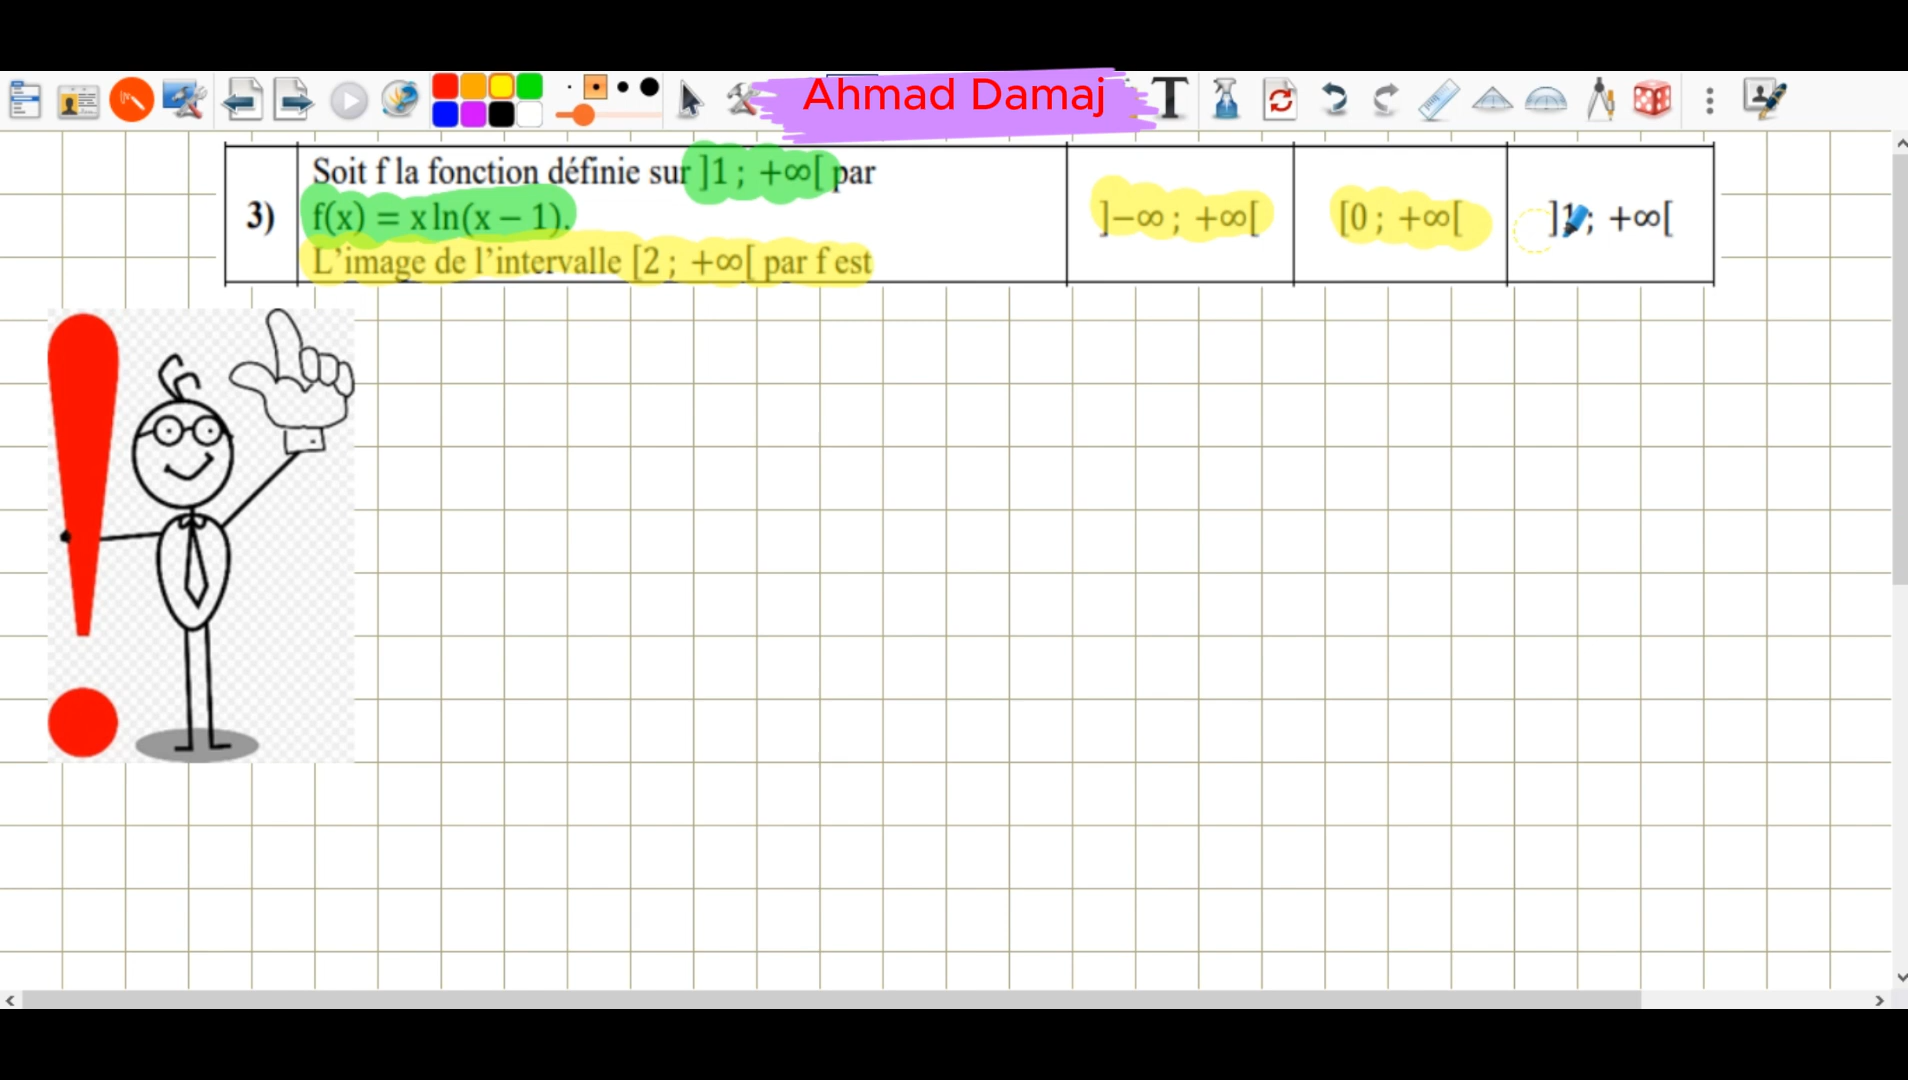 Ahmad Damaj
T
3)
Soit f la fonction définie sur ]1 ; +∞[ par
f(x) = x ln(x − 1).
L’image de l’intervalle [2 ; +∞[ par f est
]−∞ ; +∞[
[0 ; +∞[
]1 ; +∞[